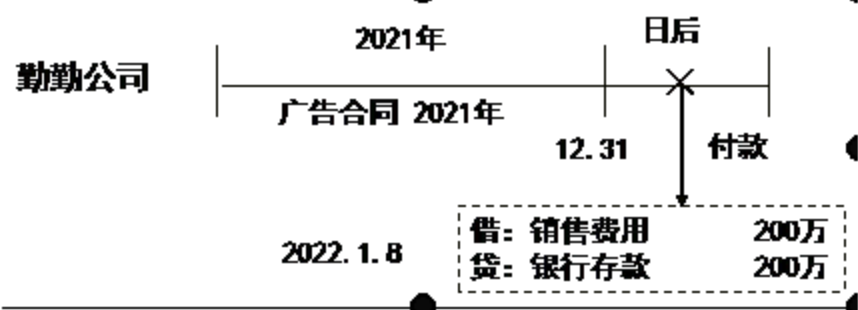 2021年
日后
勤勤公司
广告合同 2021年
12.31
付款
2022.1.8
借：销售费用 200万
贷：银行存款 200万